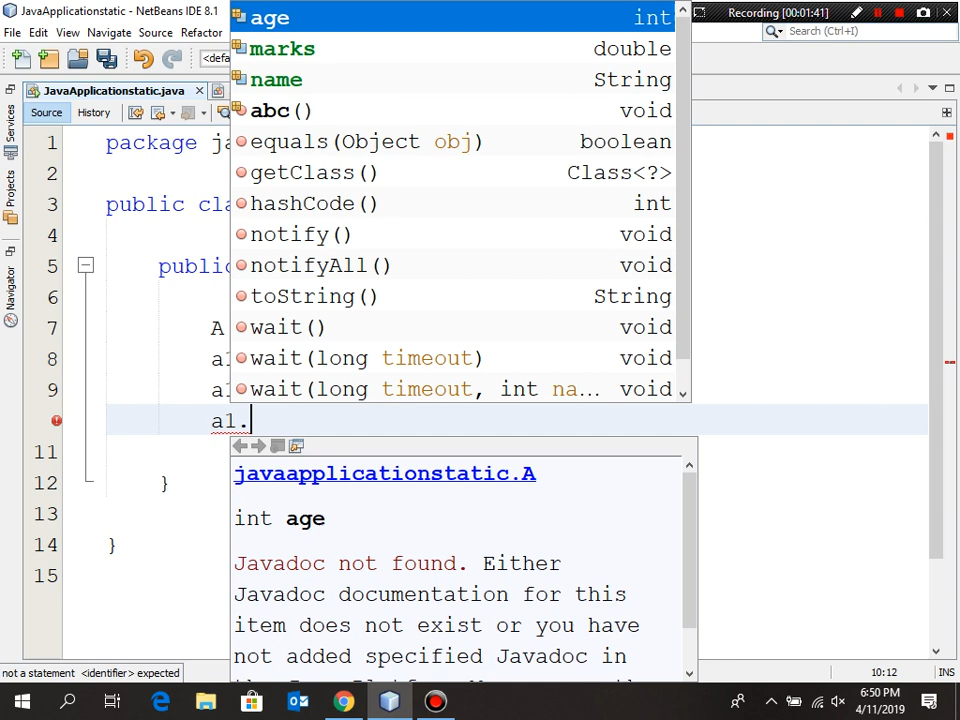 JavaApplicationstatic - NetBeans IDE 8.1
Recording [00:01:41]
File Edit View Navigate Source Refactor
Search (Ctrl+I)
<defa
JavaApplicationstatic.java
Source History
Services
Projects
Navigator
1 package ja
2
3 public cla
4
5 public
6
7 A
8 a1
9 a1
a1.
11
12 }
13
14 }
15
age int
marks double
name String
abc() void
equals(Object obj) boolean
getClass() Class<?>
hashCode() int
notify() void
notifyAll() void
toString() String
wait() void
wait(long timeout) void
wait(long timeout, int na... void
javaapplicationstatic.A
int age
Javadoc not found. Either
Javadoc documentation for this
item does not exist or you have
not added specified Javadoc in
not a statement <identifier> expected
10:12 INS
6:50 PM
4/11/2019